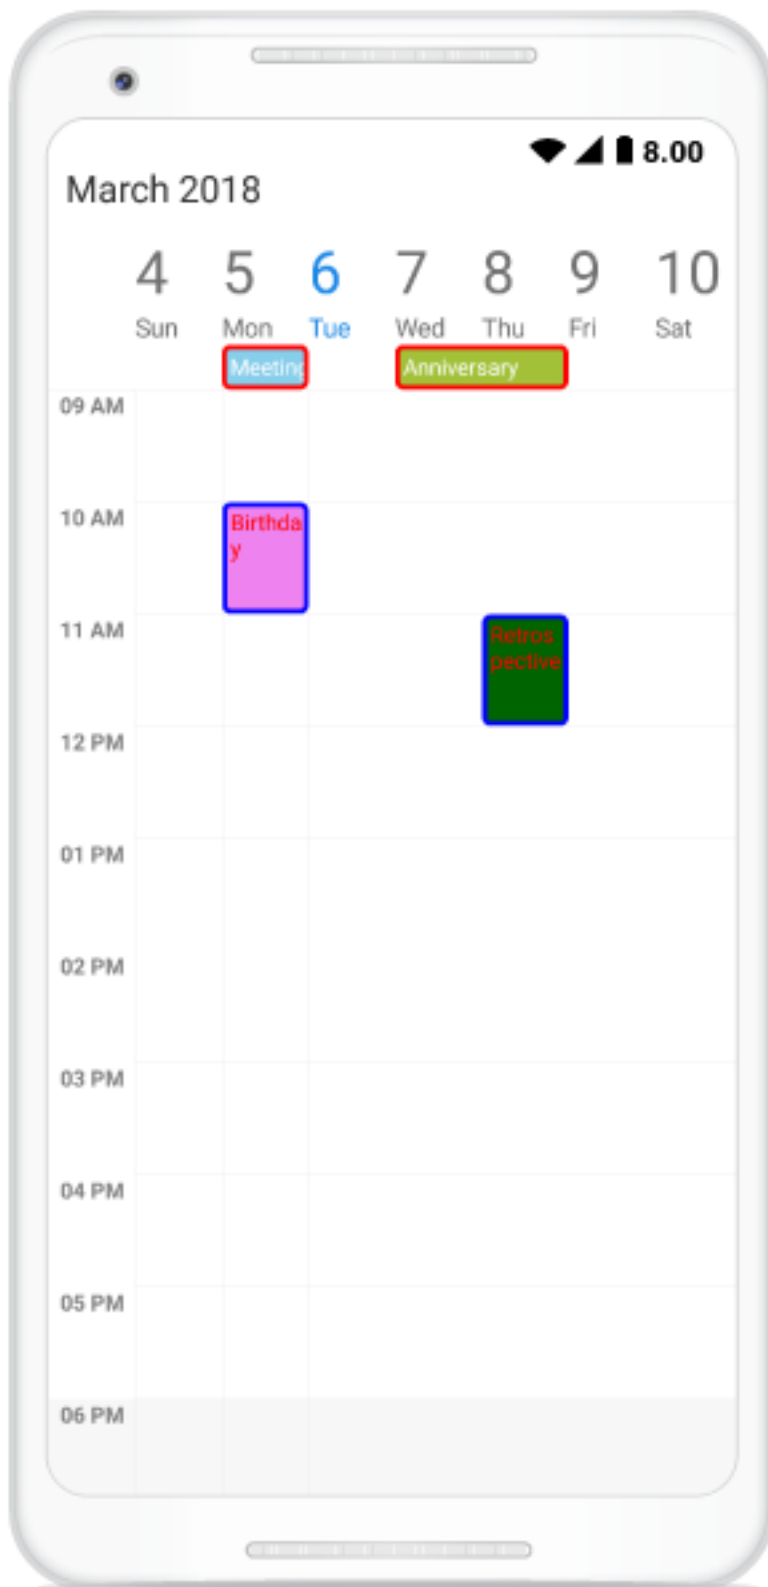 8.00
March 2018
4 5 6 7 8 9 10
Sun Mon Tue Wed Thu Fri Sat
Meeting Anniversary
09 AM
10 AM
Birthda
y
11 AM
Retros
pective
12 PM
01 PM
02 PM
03 PM
04 PM
05 PM
06 PM